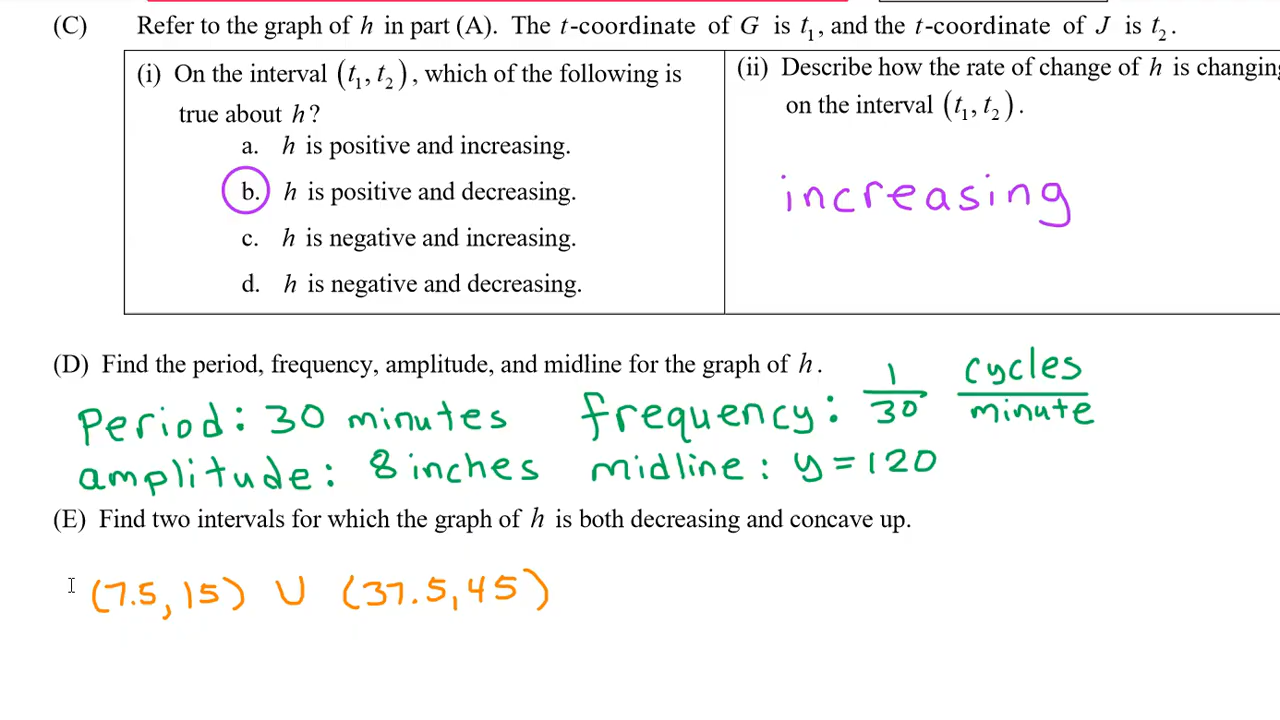 (C) Refer to the graph of h in part (A). The t-coordinate of G is t₁, and the t-coordinate of J is t₂.
(i) On the interval (t₁, t₂), which of the following is
true about h?
a. h is positive and increasing.
b. h is positive and decreasing.
c. h is negative and increasing.
d. h is negative and decreasing.
(ii) Describe how the rate of change of h is changing
on the interval (t₁, t₂).
increasing
(D) Find the period, frequency, amplitude, and midline for the graph of h.
Period: 30 minutes frequency: 1/30 cycles/minute
amplitude: 8 inches midline: y = 120
(E) Find two intervals for which the graph of h is both decreasing and concave up.
(7.5, 15) ∪ (37.5, 45)